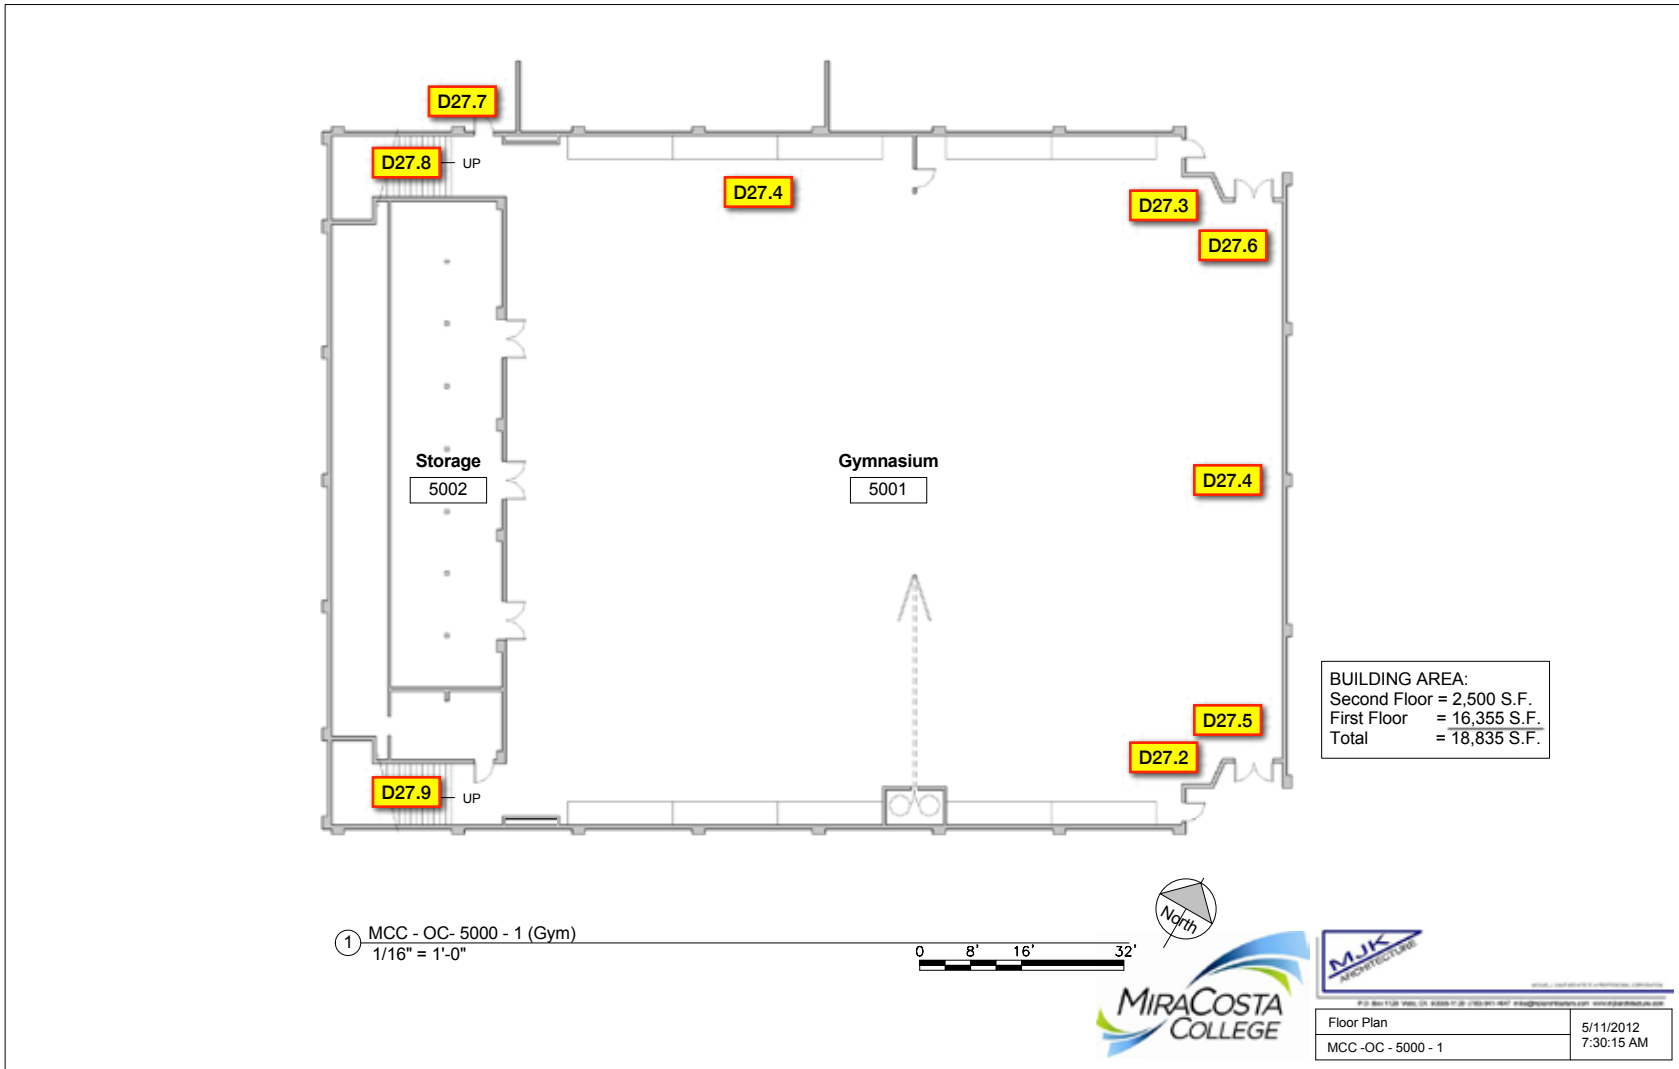 D27.7
D27.8
UP
D27.4
D27.3
D27.6
Storage
5002
Gymnasium
5001
D27.4
D27.5
D27.2
D27.9
UP
BUILDING AREA:
Second Floor = 2,500 S.F.
First Floor = 16,355 S.F.
Total = 18,835 S.F.
1
MCC - OC- 5000 - 1 (Gym)
1/16" = 1'-0"
0 8' 16' 32'
North
MIRACOSTA
COLLEGE
MJK
ARCHITECTURE
Floor Plan
MCC -OC - 5000 - 1
5/11/2012
7:30:15 AM